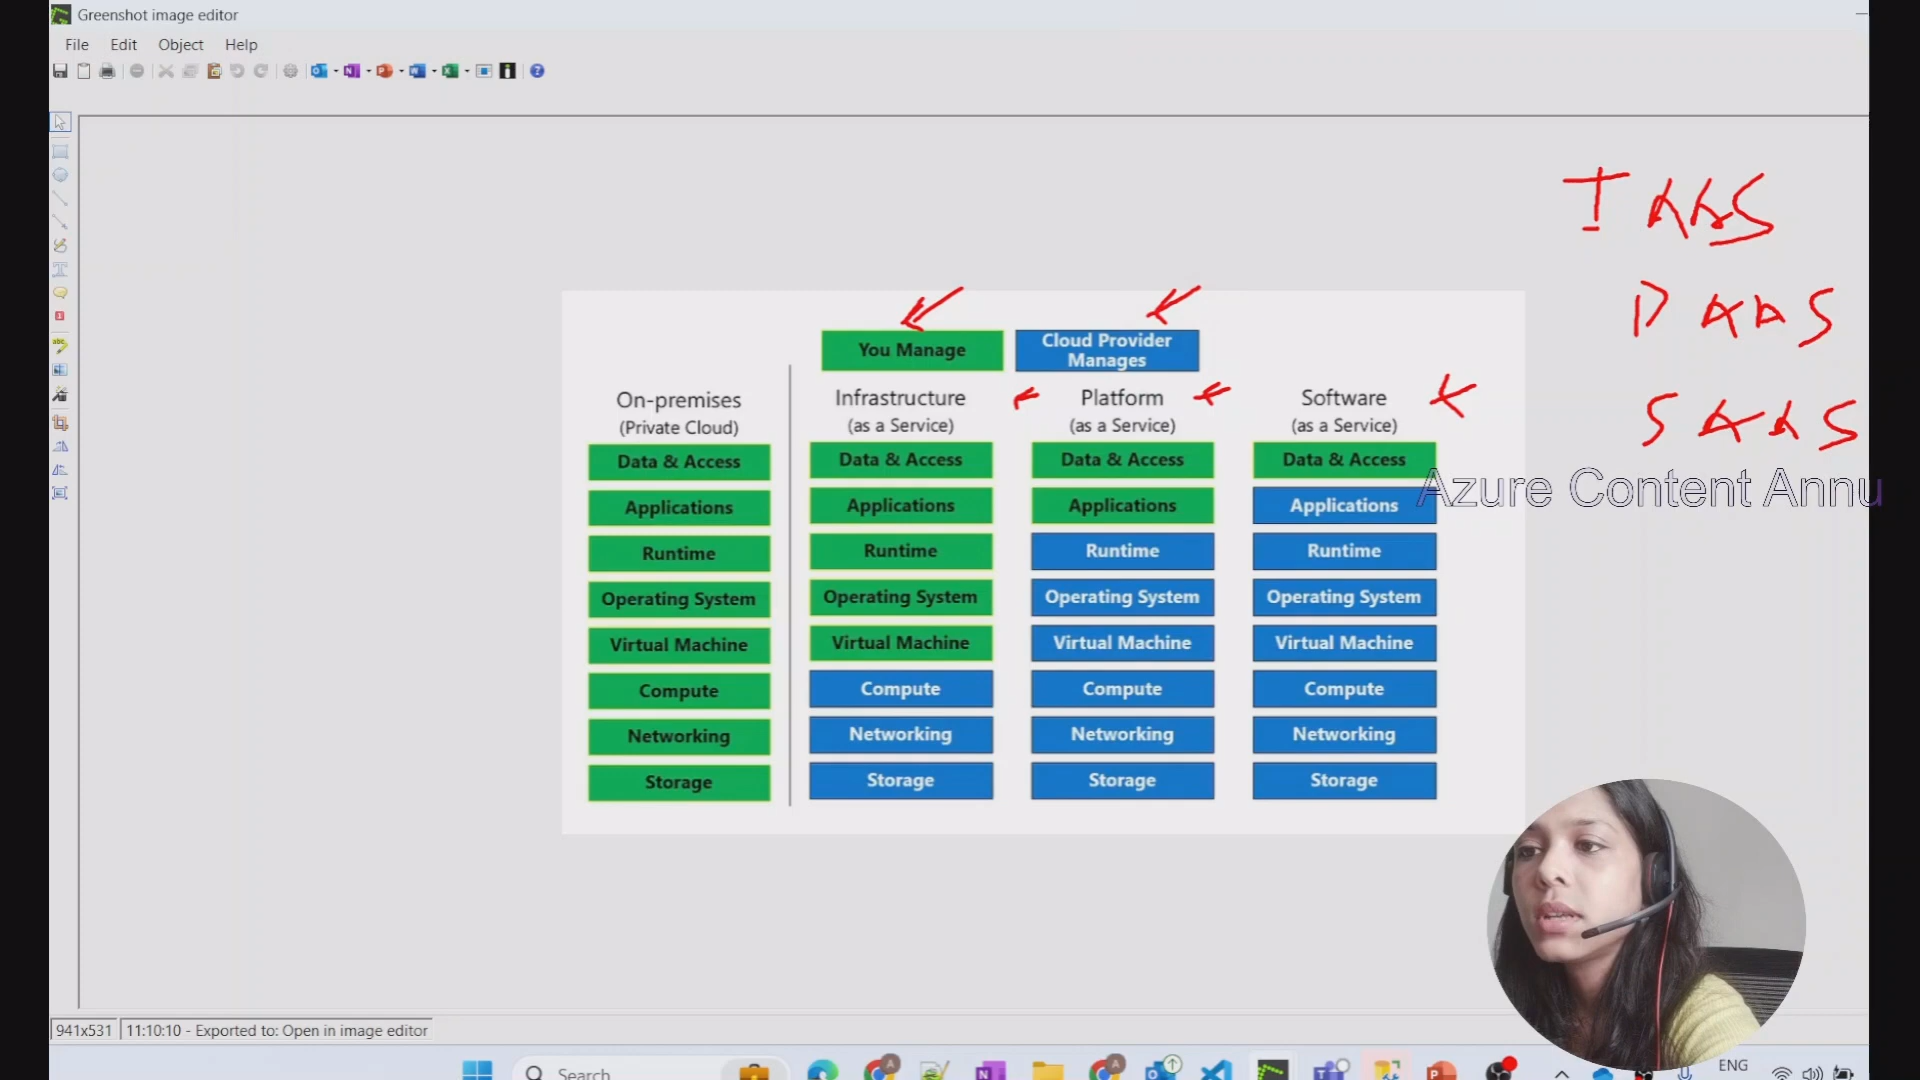 Greenshot image editor
File Edit Object Help
I A A S
P A A S
S A A S
You Manage
Cloud Provider
Manages
On-premises
(Private Cloud)
Data & Access
Applications
Runtime
Operating System
Virtual Machine
Compute
Networking
Storage
Infrastructure
(as a Service)
Data & Access
Applications
Runtime
Operating System
Virtual Machine
Compute
Networking
Storage
Platform
(as a Service)
Data & Access
Applications
Runtime
Operating System
Virtual Machine
Compute
Networking
Storage
Software
(as a Service)
Data & Access
Applications
Runtime
Operating System
Virtual Machine
Compute
Networking
Storage
Azure Content Annu
941x531 11:10:10 - Exported to: Open in image editor
Search
ENG